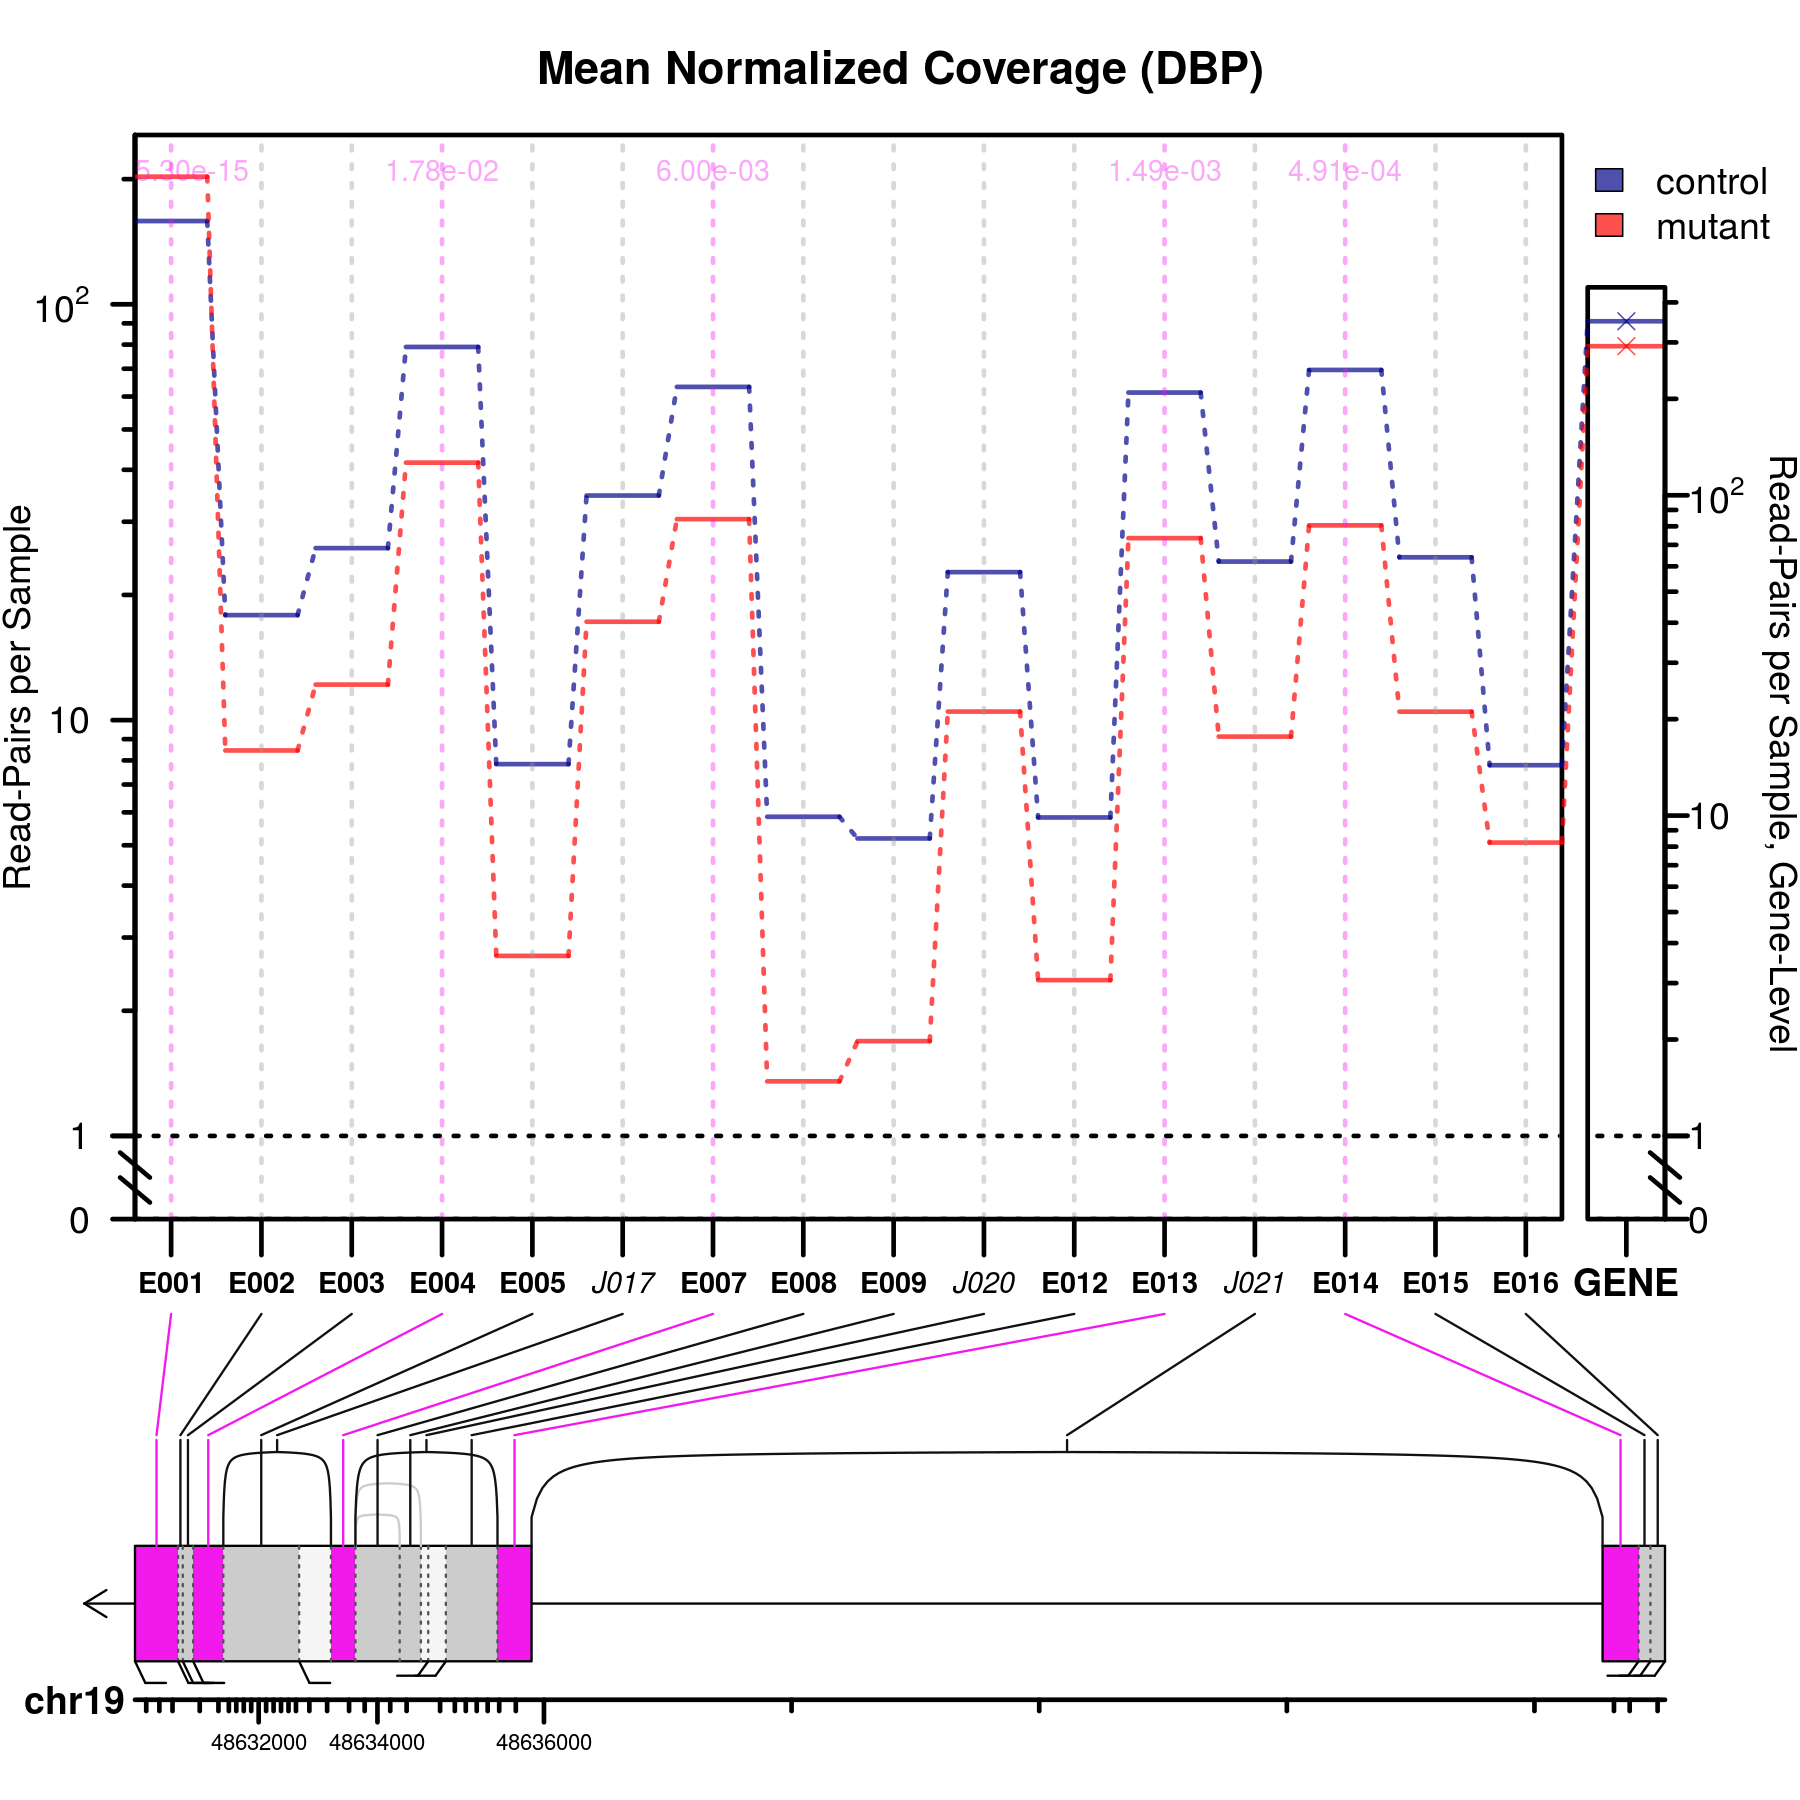 Mean Normalized Coverage (DBP)
5.30e-15 1.78e-02 6.00e-03 1.49e-03 4.91e-04
control
mutant
Read-Pairs per Sample
10²
10
1
0
Read-Pairs per Sample, Gene-Level
10²
10
1
0
E001 E002 E003 E004 E005 J017 E007 E008 E009 J020 E012 E013 J021 E014 E015 E016 GENE
chr19
48632000 48634000 48636000